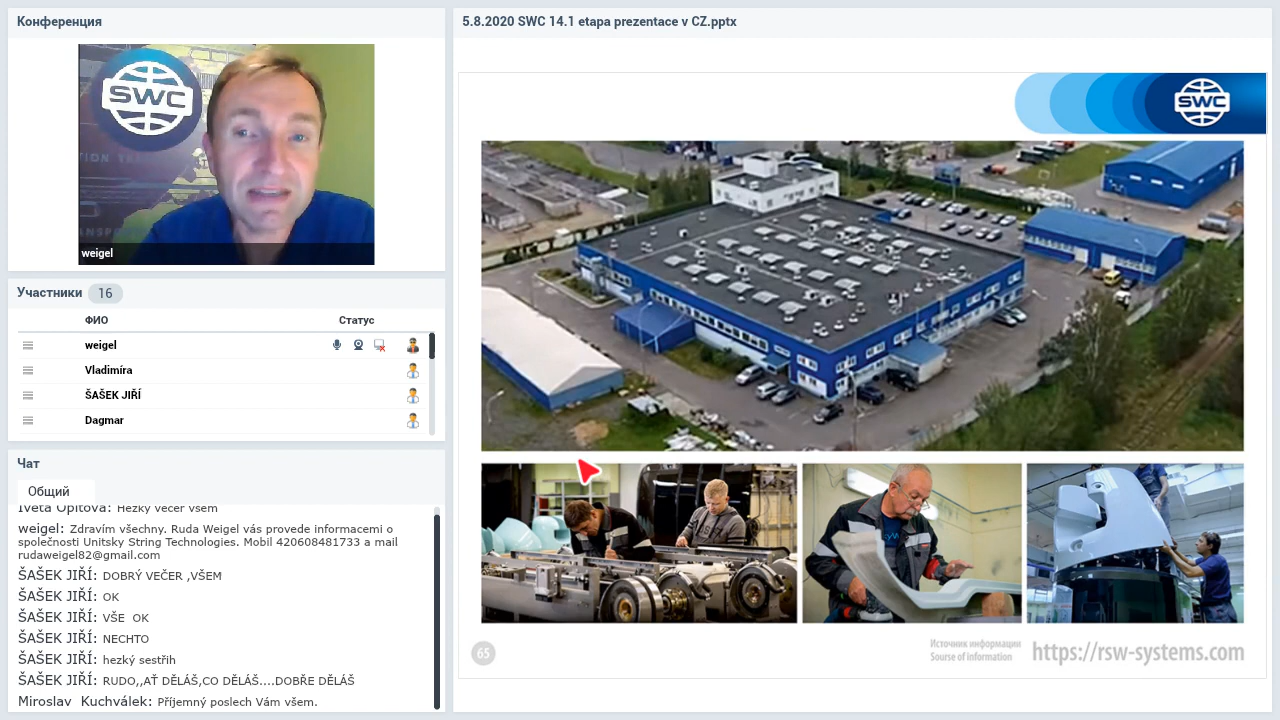 Конференция
SWC
weigel
Участники 16
ФИО Статус
weigel
Vladimíra
ŠAŠEK JIŘÍ
Dagmar
Чат
Общий
Iveta Opltova: Hezký večer všem
weigel: Zdravím všechny. Ruda Weigel vás provede informacemi o
společnosti Unitsky String Technologies. Mobil 420608481733 a mail
rudaweigel82@gmail.com
ŠAŠEK JIŘÍ: DOBRÝ VEČER ,VŠEM
ŠAŠEK JIŘÍ: OK
ŠAŠEK JIŘÍ: VŠE OK
ŠAŠEK JIŘÍ: NECHTO
ŠAŠEK JIŘÍ: hezký sestřih
ŠAŠEK JIŘÍ: RUDO,,AŤ DĚLÁŠ,CO DĚLÁŠ....DOBŘE DĚLÁŠ
Miroslav Kuchválek: Příjemný poslech Vám všem.
5.8.2020 SWC 14.1 etapa prezentace v CZ.pptx
SWC
65
Источник информации
Sourse of information
https://rsw-systems.com